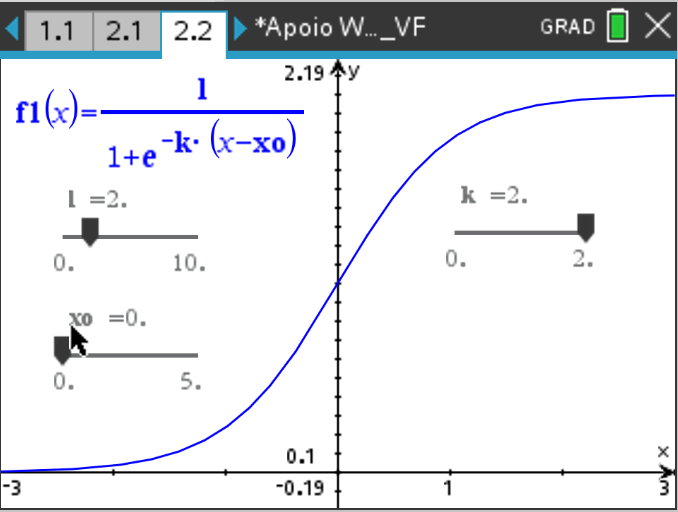 1.1 2.1 2.2 *Apoio W…_VF GRAD
2.19 y
f1(x)=l/(1+e^(-k·(x-xo)))
l =2.
0. 10.
k =2.
0. 2.
xo =0.
0. 5.
0.1
x
-3 -0.19 1 3